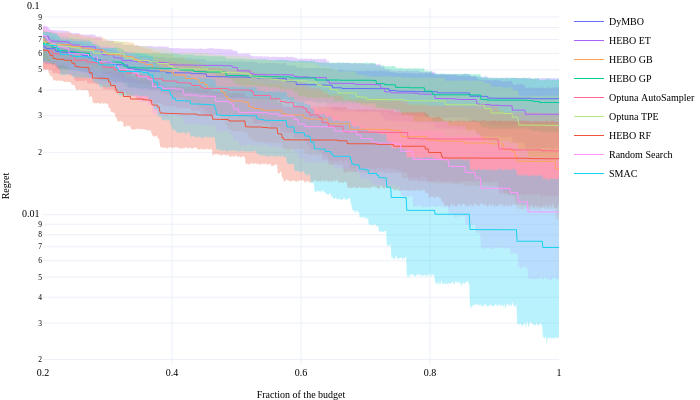 0.1
9
8
7
6
5
4
3
2
0.01
9
8
7
6
5
4
3
2
0.2 0.4 0.6 0.8 1
Fraction of the budget
Regret
DyMBO
HEBO ET
HEBO GB
HEBO GP
Optuna AutoSampler
Optuna TPE
HEBO RF
Random Search
SMAC